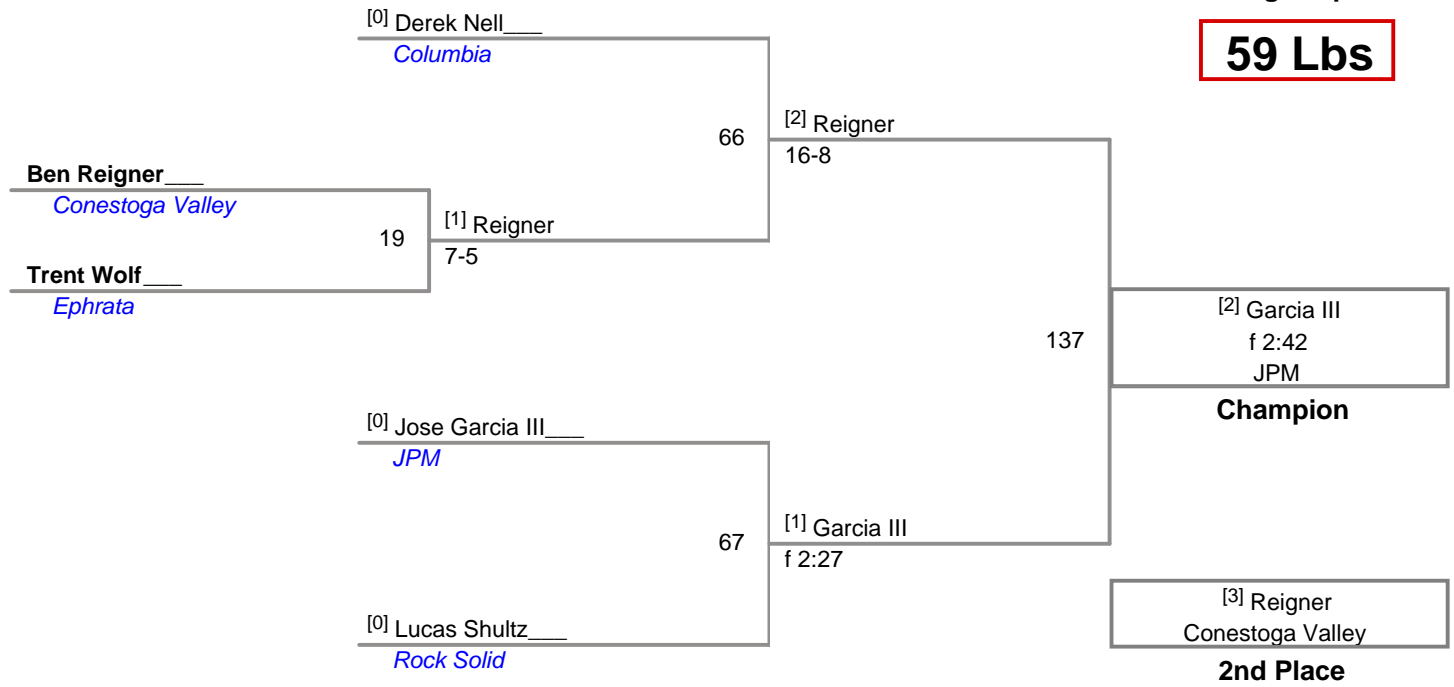 [0] Derek Nell___
Columbia
59 Lbs
66
[2] Reigner
16-8
Ben Reigner___
Conestoga Valley
19
[1] Reigner
7-5
Trent Wolf___
Ephrata
137
[2] Garcia III
f 2:42
JPM
Champion
[0] Jose Garcia III___
JPM
67
[1] Garcia III
f 2:27
[0] Lucas Shultz___
Rock Solid
[3] Reigner
Conestoga Valley
2nd Place